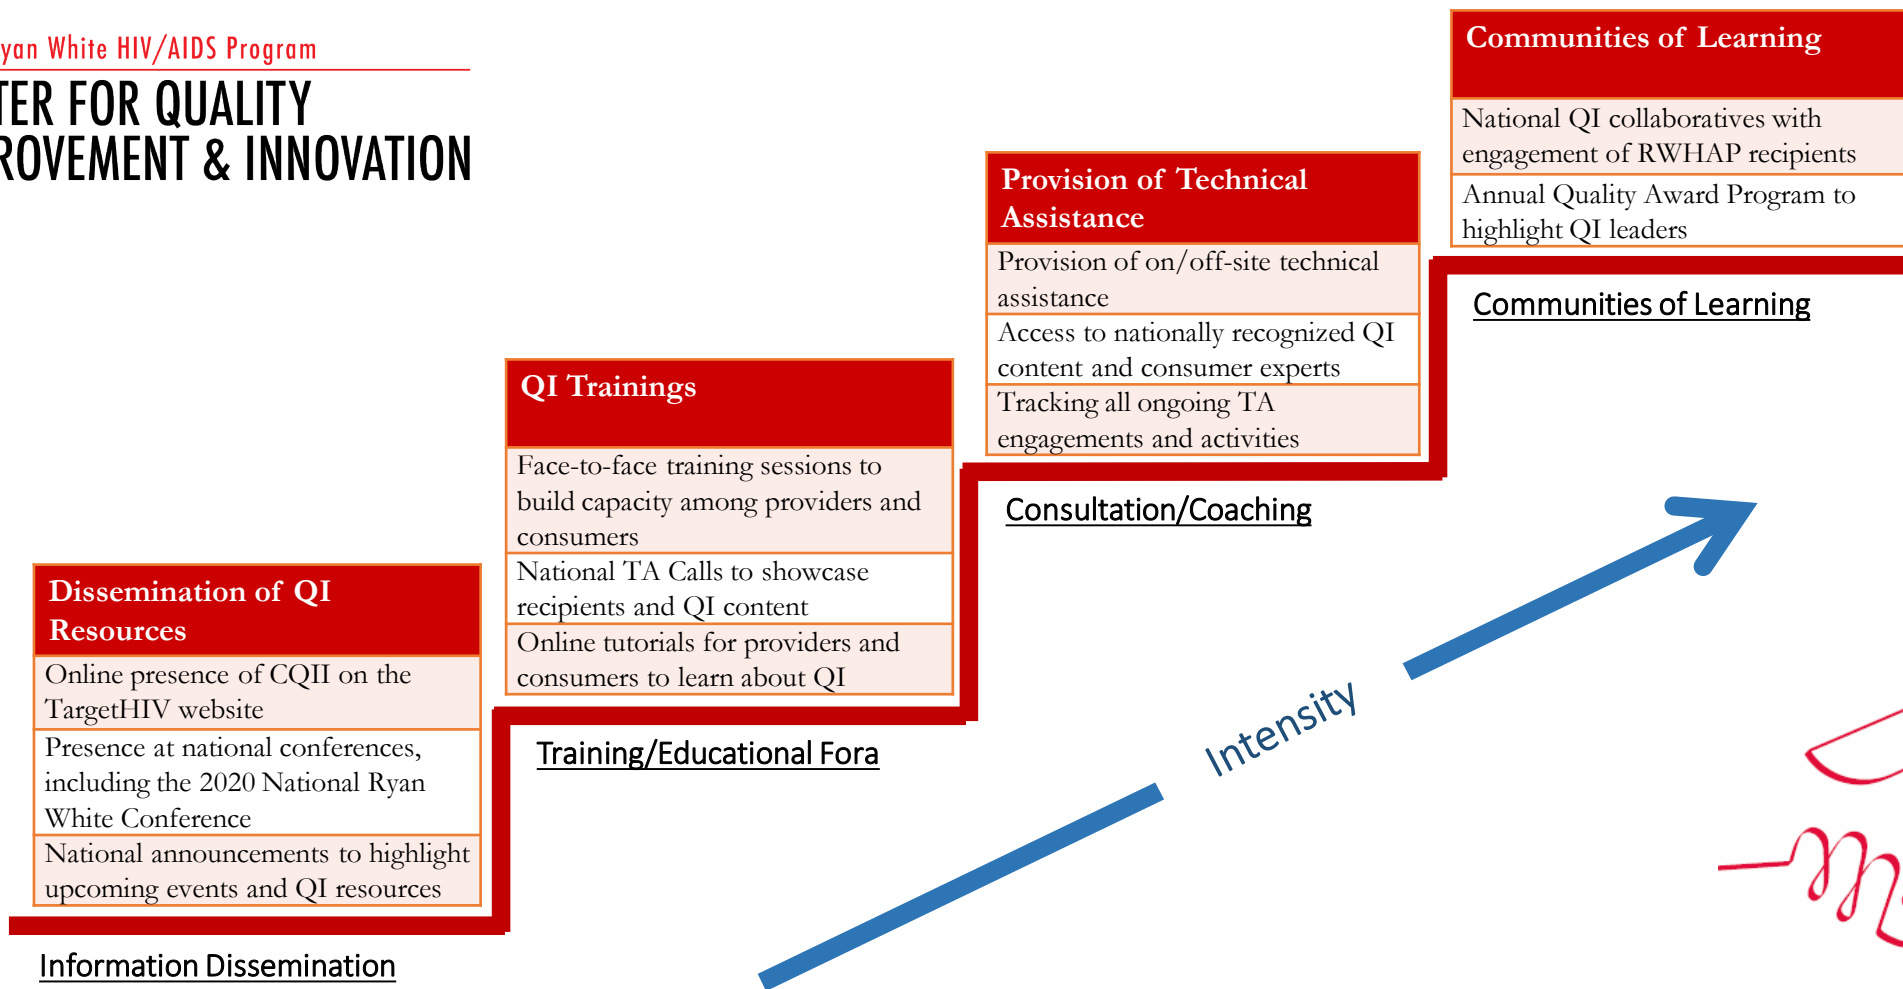 yan White HIV/AIDS Program
TER FOR QUALITY
ROVEMENT & INNOVATION
Communities of Learning
National QI collaboratives with
engagement of RWHAP recipients
Annual Quality Award Program to
highlight QI leaders
Communities of Learning
Provision of Technical
Assistance
Provision of on/off-site technical
assistance
Access to nationally recognized QI
content and consumer experts
Tracking all ongoing TA
engagements and activities
Consultation/Coaching
QI Trainings
Face-to-face training sessions to
build capacity among providers and
consumers
National TA Calls to showcase
recipients and QI content
Online tutorials for providers and
consumers to learn about QI
Training/Educational Fora
Dissemination of QI
Resources
Online presence of CQII on the
TargetHIV website
Presence at national conferences,
including the 2020 National Ryan
White Conference
National announcements to highlight
upcoming events and QI resources
Information Dissemination
Intensity